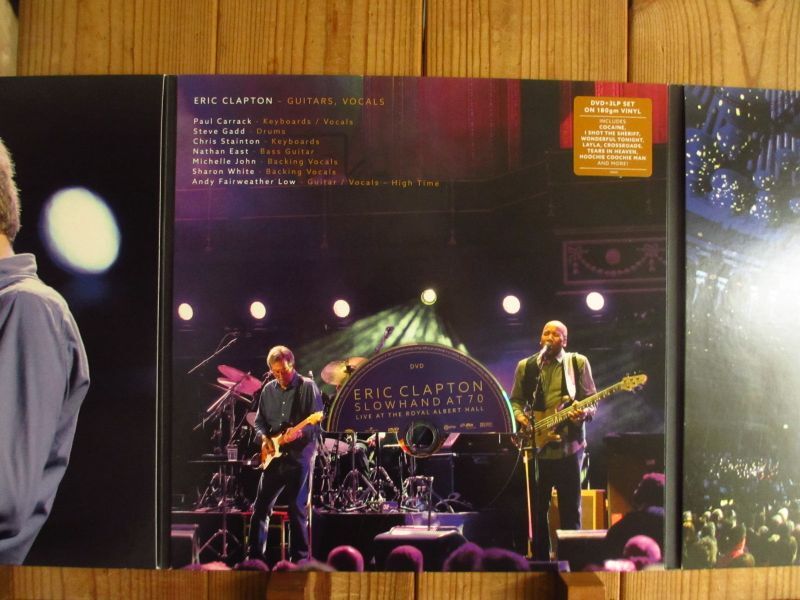 ERIC CLAPTON - GUITARS, VOCALS
Paul Carrack - Keyboards / Vocals
Steve Gadd - Drums
Chris Stainton - Keyboards
Nathan East - Bass Guitar
Michelle John - Backing Vocals
Sharon White - Backing Vocals
Andy Fairweather Low - Guitar / Vocals - High Time
DVD+3LP SET
ON 180gm VINYL
INCLUDES
COCAINE,
I SHOT THE SHERIFF,
WONDERFUL TONIGHT,
LAYLA, CROSSROADS,
TEARS IN HEAVEN,
HOOCHIE COOCHIE MAN
AND MORE!
DVD
ERIC CLAPTON
SLOWHAND AT 70
LIVE AT THE ROYAL ALBERT HALL